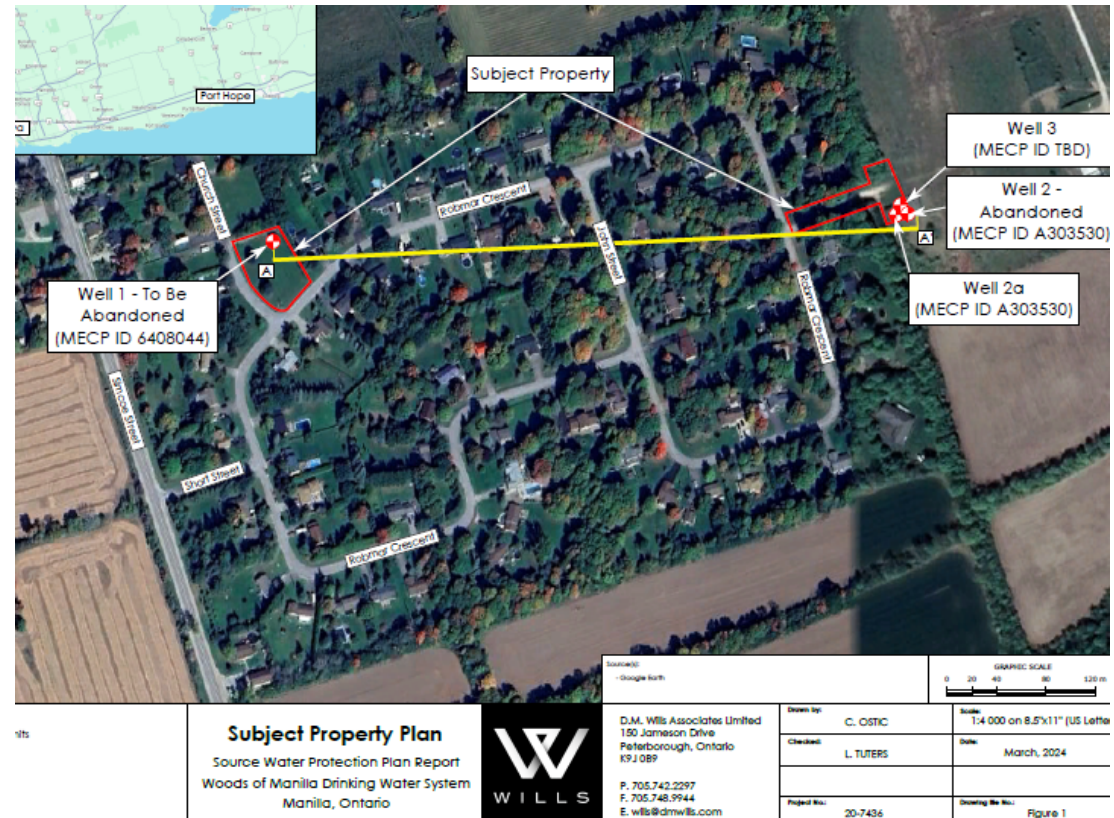 Port Hope
Subject Property
Well 3
(MECP ID TBD)
Well 2 -
Abandoned
(MECP ID A303530)
Well 2a
(MECP ID A303530)
Church Street
Robmar Crescent
John Street
A
A
Well 1 - To Be
Abandoned
(MECP ID 6408044)
Robmar Crescent
Simcoe Street
Short Street
Robmar Crescent
Source(s):
- Google Earth
GRAPHIC SCALE
0 20 40 80 120 m
Subject Property Plan
Source Water Protection Plan Report
Woods of Manilla Drinking Water System
Manilla, Ontario
W
WILLS
D.M. Wills Associates Limited
150 Jameson Drive
Peterborough, Ontario
K9J 0B9
P. 705.742.2297
F. 705.748.9944
E. wills@dmwills.com
Drawn by:
C. OSTIC
Scale:
1:4 000 on 8.5"x11" (US Letter
Checked:
L. TUTERS
Date:
March, 2024
Project No.:
20-7436
Drawing file No.:
Figure 1